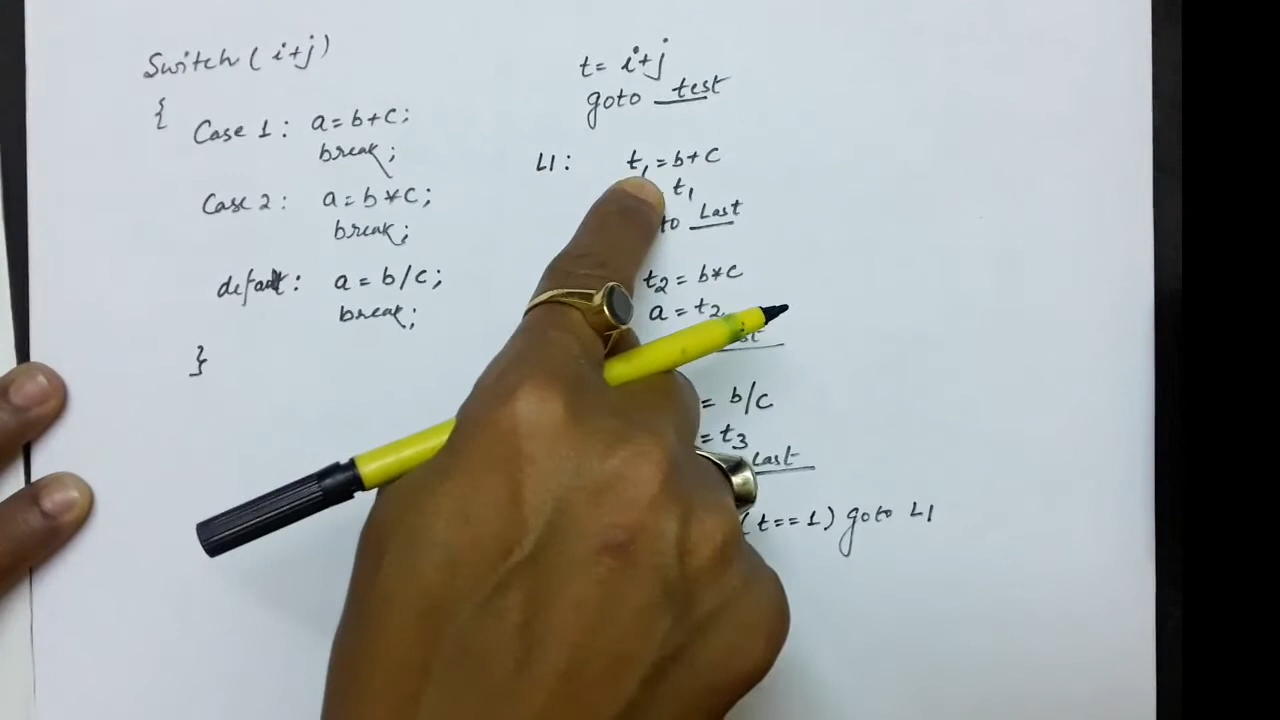 Switch ( i+j )
{
Case 1 : a = b + c ;
break ;
Case 2 : a = b * c ;
break ;
default : a = b / c ;
break ;
}
t = i+j
goto test
L1 : t1 = b + c
t1
to Last
t2 = b * c
a = t2
= b / c
= t3
Last
( t == 1 ) goto L1